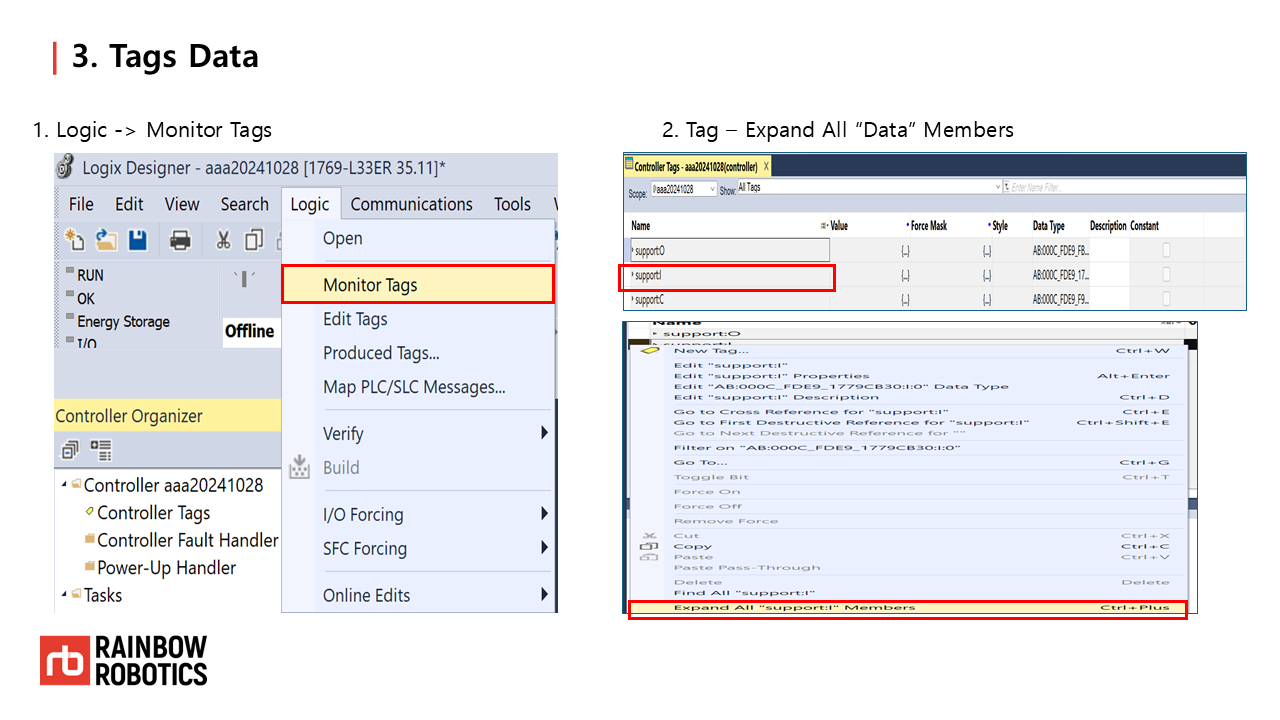 3. Tags Data
1. Logic -> Monitor Tags
Logix Designer - aaa20241028 [1769-L33ER 35.11]*
File Edit View Search Logic Communications Tools
Open
Monitor Tags
Edit Tags
Produced Tags...
Map PLC/SLC Messages...
Verify
Build
I/O Forcing
SFC Forcing
Online Edits
RUN
OK
Energy Storage
I/O
Offline
Controller Organizer
Controller aaa20241028
Controller Tags
Controller Fault Handler
Power-Up Handler
Tasks
2. Tag – Expand All “Data” Members
Controller Tags - aaa20241028(controller) X
Scope: aaa20241028 Show: All Tags Enter Name Filter...
Name Value Force Mask Style Data Type Description Constant
support:O {...} {...} AB:000C_FDE9_FB...
support:I {...} {...} AB:000C_FDE9_17...
support:C {...} {...} AB:000C_FDE9_F9...
Name
support:O
support:I
New Tag... Ctrl+W
Edit "support:I"
Edit "support:I" Properties Alt+Enter
Edit "AB:000C_FDE9_1779CB30:I:0" Data Type
Edit "support:I" Description Ctrl+D
Go to Cross Reference for "support:I" Ctrl+E
Go to First Destructive Reference for "support:I" Ctrl+Shift+E
Go to Next Destructive Reference for ""
Filter on "AB:000C_FDE9_1779CB30:I:0"
Go To... Ctrl+G
Toggle Bit Ctrl+T
Force On
Force Off
Remove Force
Cut Ctrl+X
Copy Ctrl+C
Paste Ctrl+V
Paste Pass-Through
Delete Delete
Find All "support:I"
Expand All "support:I" Members Ctrl+Plus
rb RAINBOW
ROBOTICS